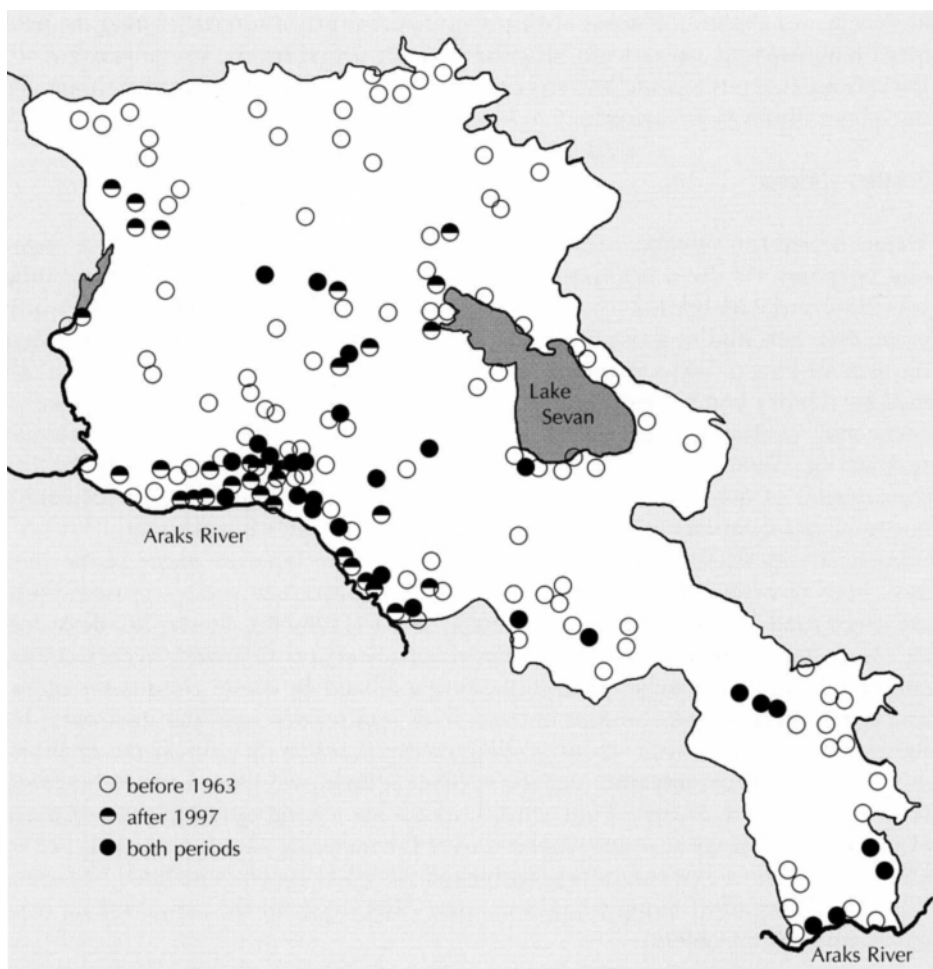 Lake
Sevan
Araks River
before 1963
after 1997
both periods
Araks River